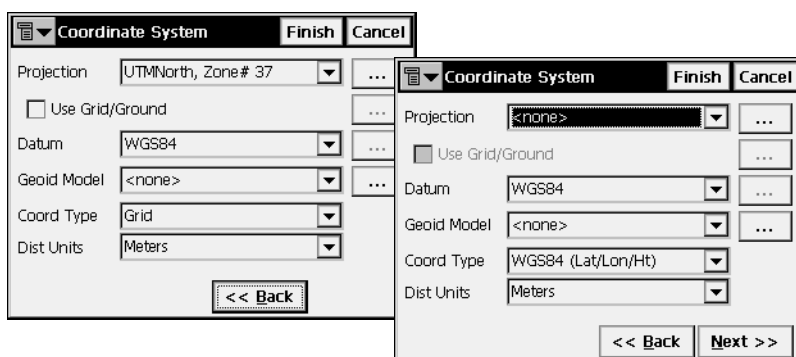 Coordinate System Finish Cancel
Projection UTMNorth, Zone# 37 ...
Use Grid/Ground ...
Datum WGS84 ...
Geoid Model <none> ...
Coord Type Grid
Dist Units Meters
<< Back
Coordinate System Finish Cancel
Projection <none> ...
Use Grid/Ground ...
Datum WGS84 ...
Geoid Model <none> ...
Coord Type WGS84 (Lat/Lon/Ht)
Dist Units Meters
<< Back Next >>